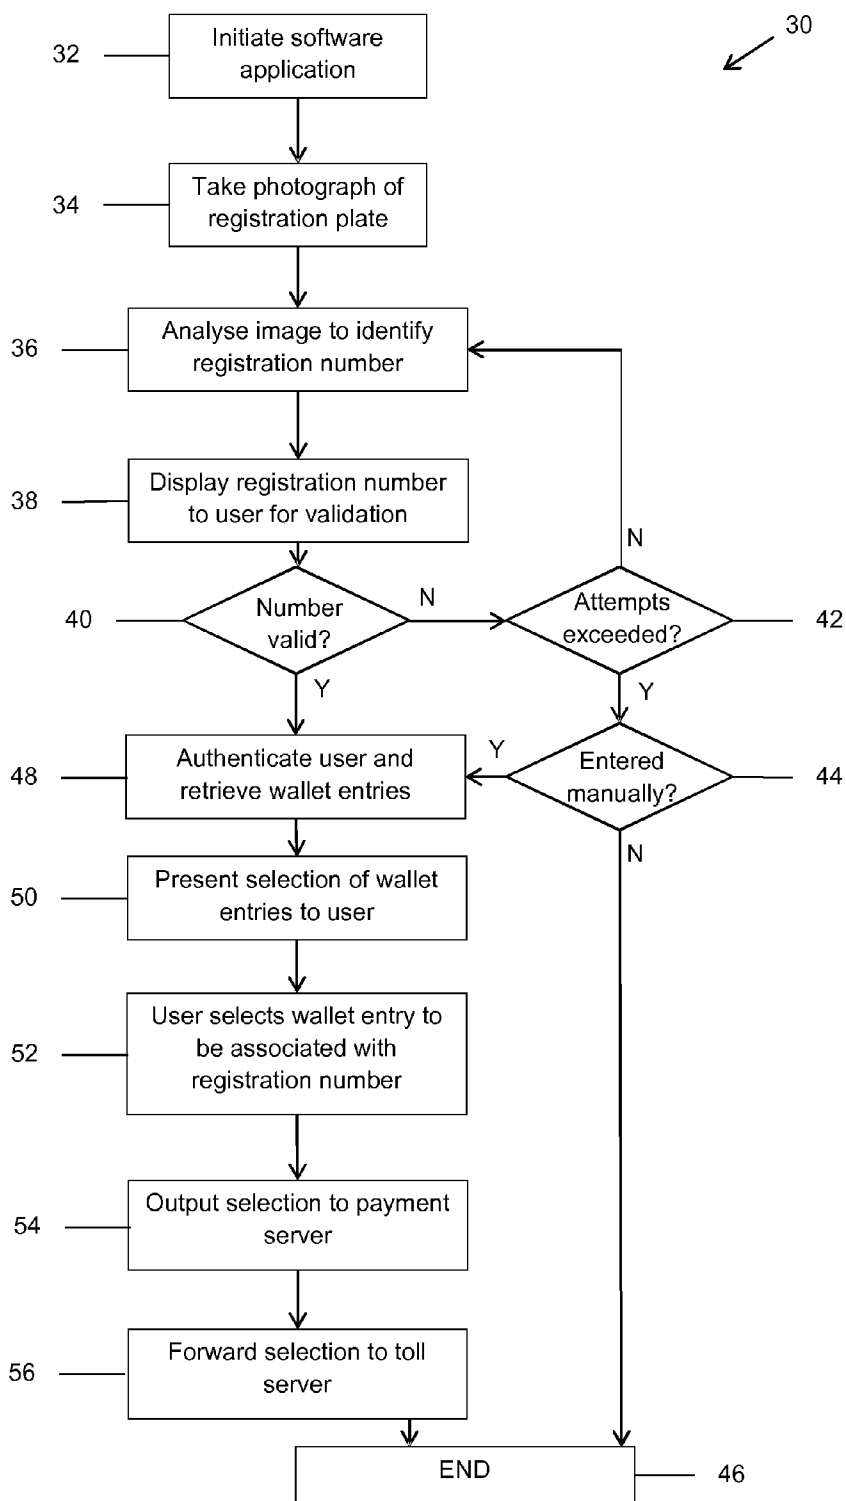 30
32
Initiate software
application
34
Take photograph of
registration plate
36
Analyse image to identify
registration number
38
Display registration number
to user for validation
N
40
Number
valid?
N
Attempts
exceeded?
42
Y
Y
48
Authenticate user and
retrieve wallet entries
Y
Entered
manually?
44
N
50
Present selection of wallet
entries to user
52
User selects wallet entry to
be associated with
registration number
54
Output selection to payment
server
56
Forward selection to toll
server
END
46